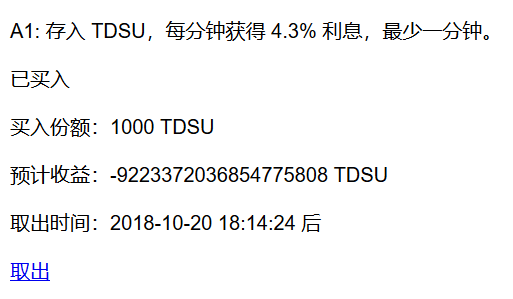 A1: 存入 TDSU，每分钟获得 4.3% 利息，最少一分钟。
已买入
买入份额：1000 TDSU
预计收益：-9223372036854775808 TDSU
取出时间：2018-10-20 18:14:24 后
取出